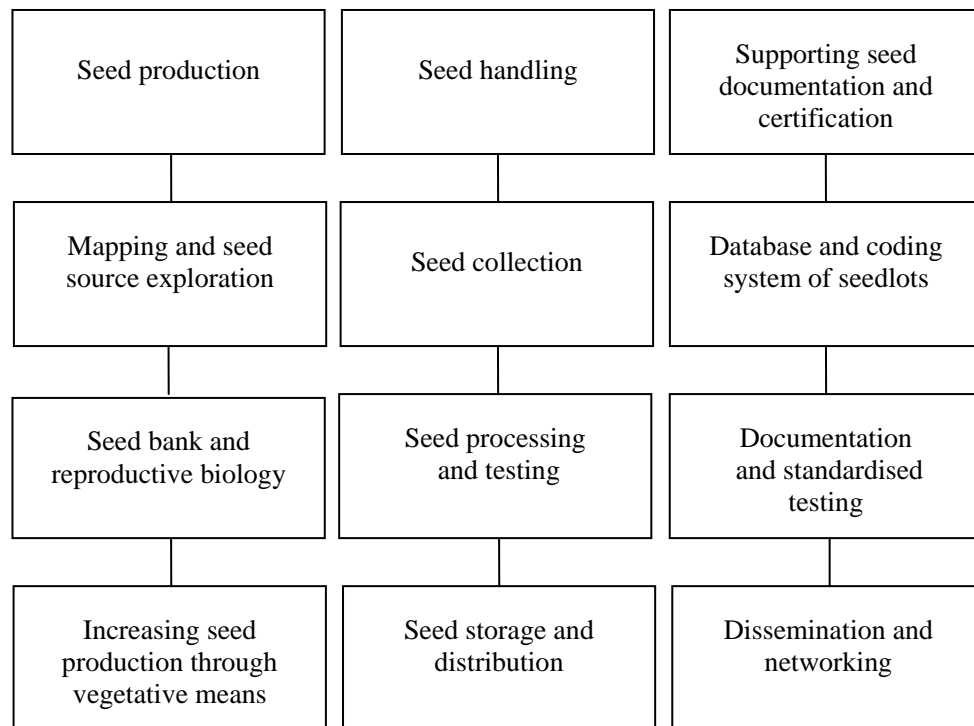 Seed production
Seed handling
Supporting seed
documentation and
certification
Mapping and seed
source exploration
Seed collection
Database and coding
system of seedlots
Seed bank and
reproductive biology
Seed processing
and testing
Documentation
and standardised
testing
Increasing seed
production through
vegetative means
Seed storage and
distribution
Dissemination and
networking